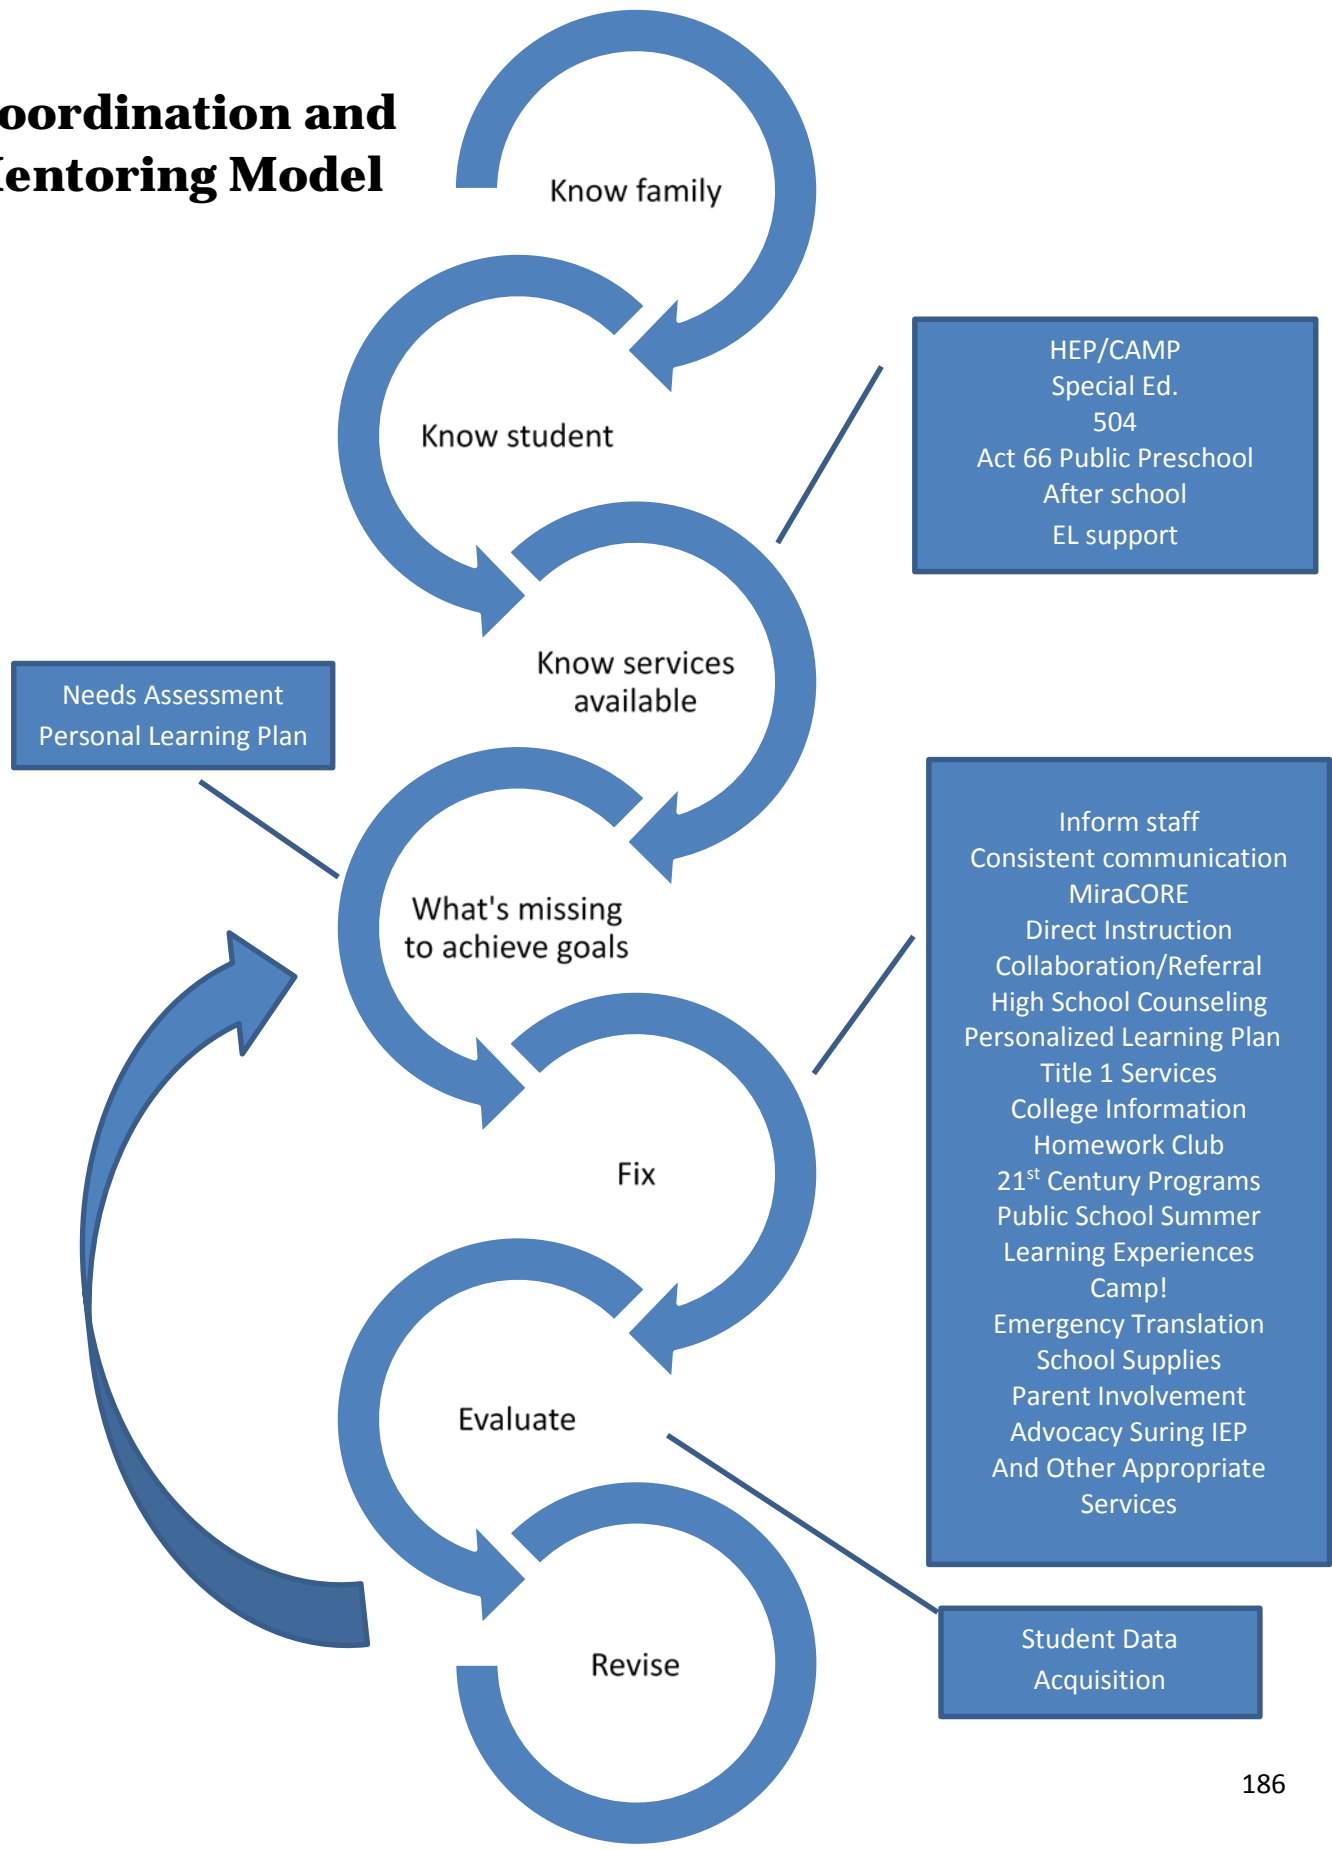 oordination and
entoring Model
Know family
HEP/CAMP
Special Ed.
504
Act 66 Public Preschool
After school
EL support
Know student
Know services
available
Needs Assessment
Personal Learning Plan
What's missing
to achieve goals
Inform staff
Consistent communication
MiraCORE
Direct Instruction
Collaboration/Referral
High School Counseling
Personalized Learning Plan
Title 1 Services
College Information
Homework Club
21st Century Programs
Public School Summer
Learning Experiences
Camp!
Emergency Translation
School Supplies
Parent Involvement
Advocacy Suring IEP
And Other Appropriate
Services
Fix
Evaluate
Student Data
Acquisition
Revise
186